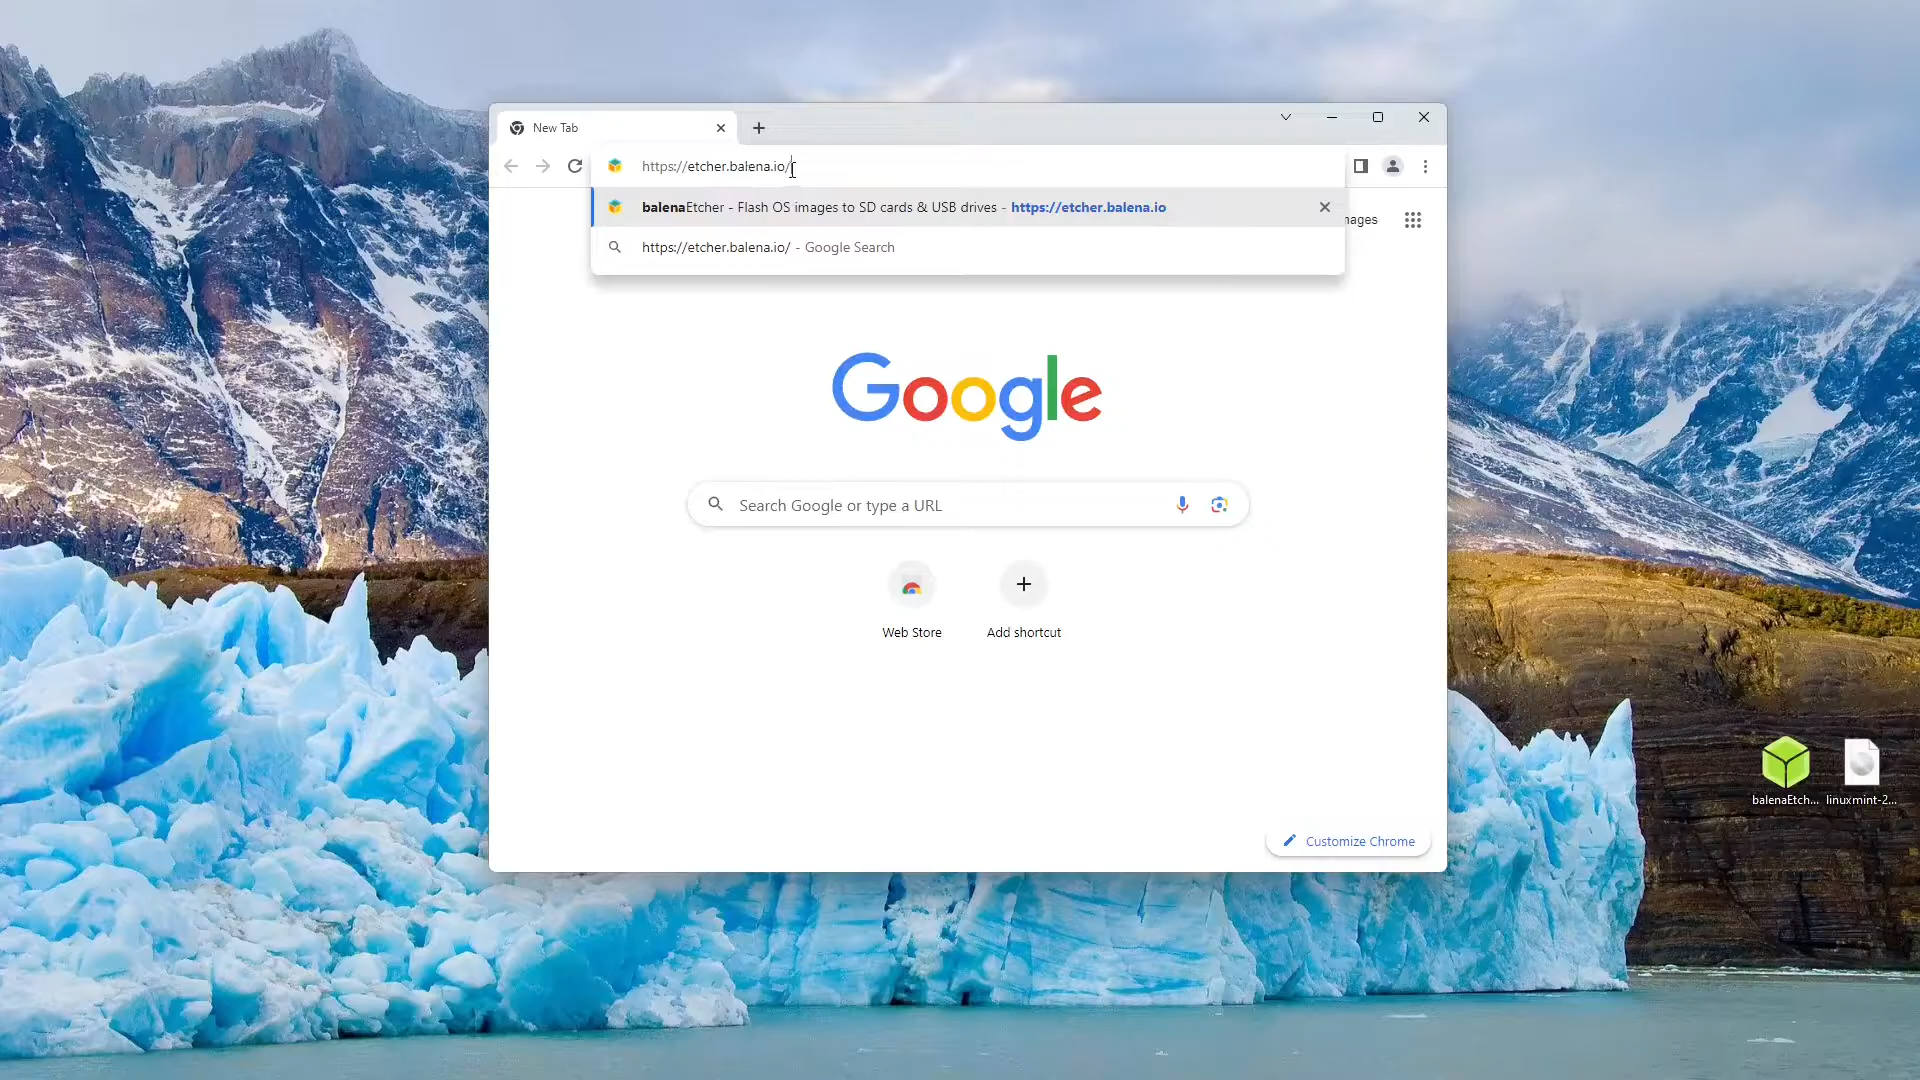 New Tab
https://etcher.balena.io/
balenaEtcher - Flash OS images to SD cards & USB drives - https://etcher.balena.io
https://etcher.balena.io/ - Google Search
mages
Google
Search Google or type a URL
Web Store
Add shortcut
balenaEtch...
linuxmint-2...
Customize Chrome